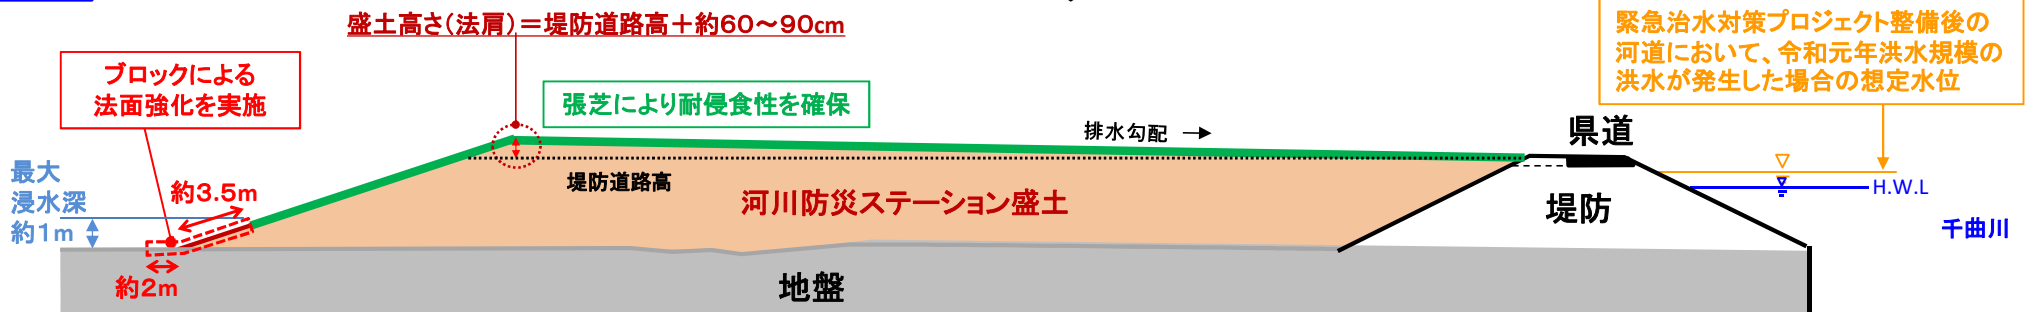 盛土高さ(法肩)=堤防道路高+約60~90cm
緊急治水対策プロジェクト整備後の
河道において、令和元年洪水規模の
洪水が発生した場合の想定水位
ブロックによる
法面強化を実施
張芝により耐侵食性を確保
排水勾配 →
県道
最大
浸水深
約1m
約3.5m
堤防道路高
河川防災ステーション盛土
堤防
H.W.L
千曲川
約2m
地盤